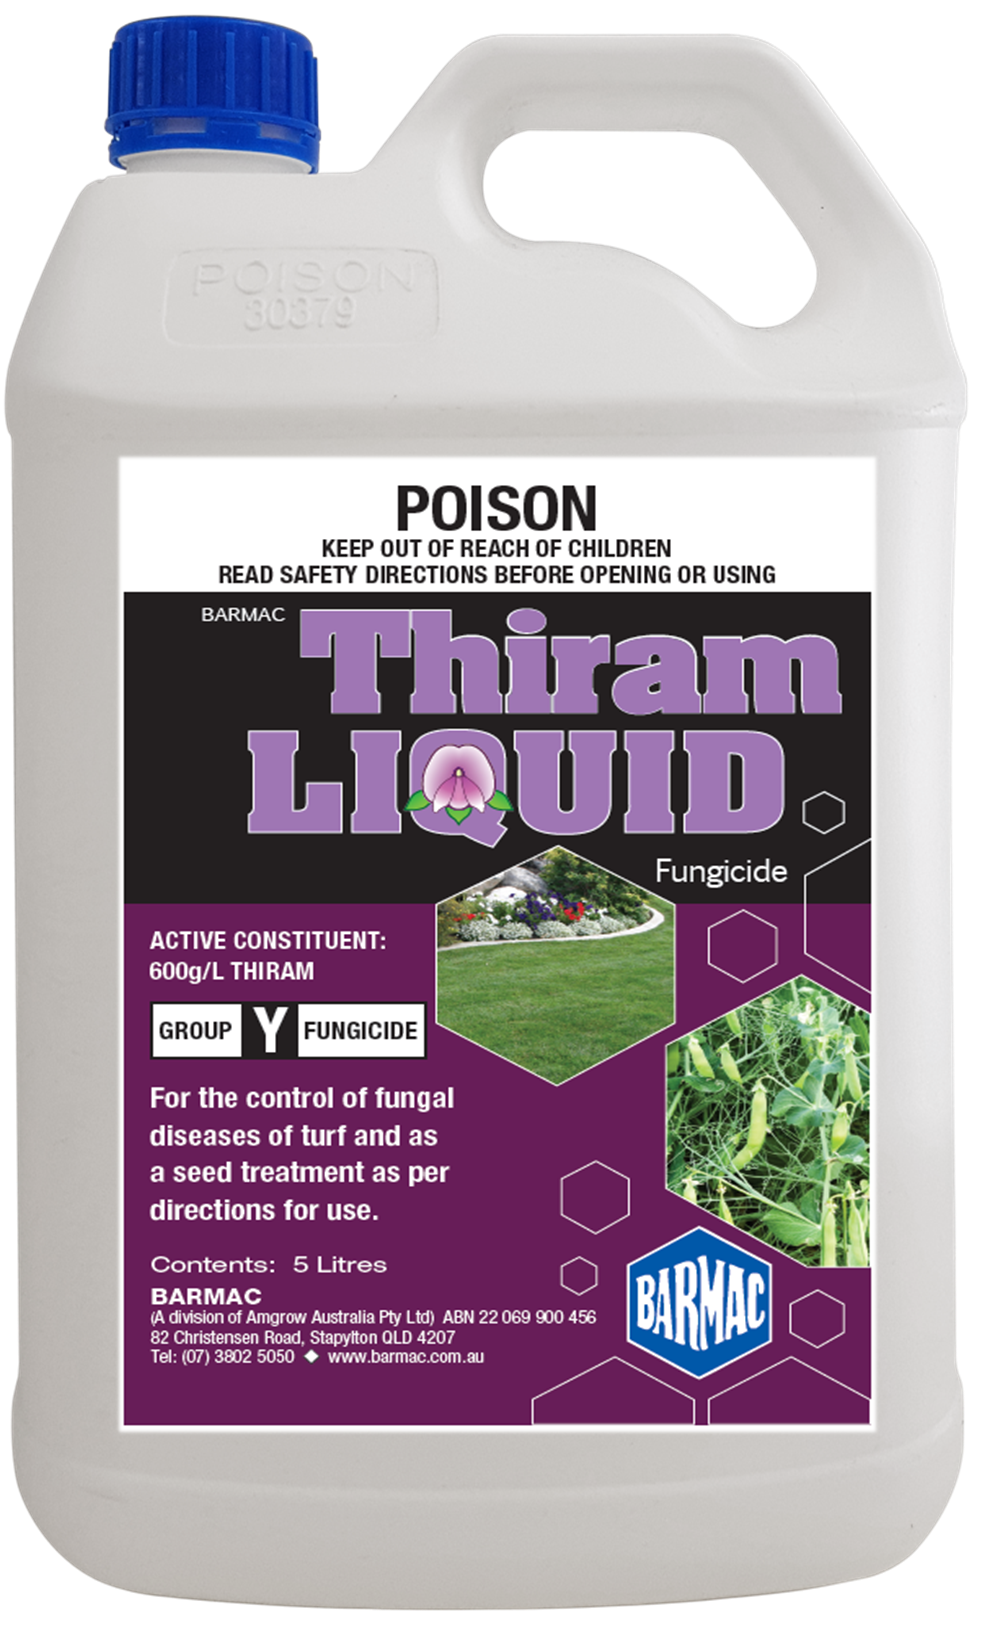 POISON
30379
POISON
KEEP OUT OF REACH OF CHILDREN
READ SAFETY DIRECTIONS BEFORE OPENING OR USING
BARMAC
Thiram
LIQUID
Fungicide
ACTIVE CONSTITUENT:
600g/L THIRAM
GROUP Y FUNGICIDE
For the control of fungal
diseases of turf and as
a seed treatment as per
directions for use.
Contents: 5 Litres
BARMAC
(A division of Amgrow Australia Pty Ltd) ABN 22 069 900 456
82 Christensen Road, Stapylton QLD 4207
Tel: (07) 3802 5050 ◆ www.barmac.com.au
BARMAC